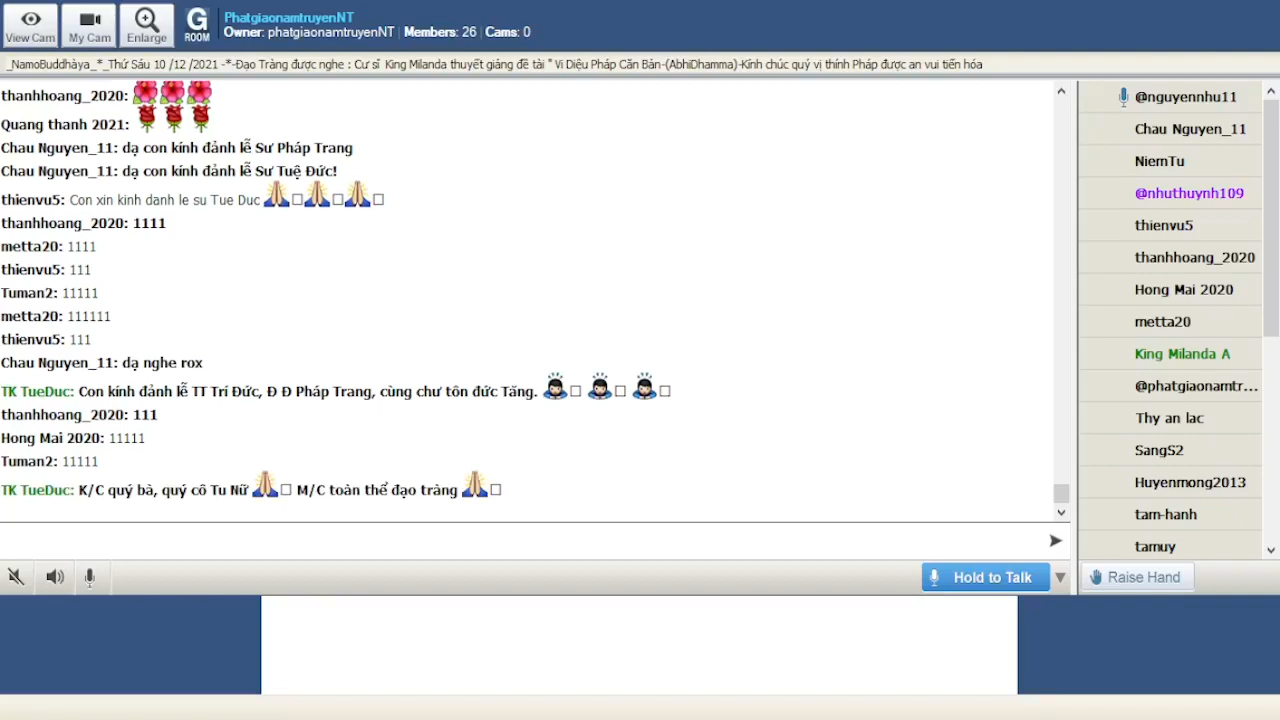 View Cam
My Cam
Enlarge
G
ROOM
PhatgiaonamtruyenNT
Owner: phatgiaonamtruyenNT | Members: 26 | Cams: 0
_NamoBuddhàya_*_Thứ Sáu 10 /12 /2021 -*-Đạo Tràng được nghe : Cư sĩ King Milanda thuyết giảng đề tài " Vi Diệu Pháp Căn Bản-(AbhiDhamma)-Kính chúc quý vị thính Pháp được an vui tiến hóa
thanhhoang_2020:
Quang thanh 2021:
Chau Nguyen_11: dạ con kính đảnh lễ Sư Pháp Trang
Chau Nguyen_11: dạ con kính đảnh lễ Sư Tuệ Đức!
thienvu5: Con xin kinh danh le su Tue Duc
thanhhoang_2020: 1111
metta20: 1111
thienvu5: 111
Tuman2: 11111
metta20: 111111
thienvu5: 111
Chau Nguyen_11: dạ nghe rox
TK TueDuc: Con kính đảnh lễ TT Trí Đức, Đ Đ Pháp Trang, cùng chư tôn đức Tăng.
thanhhoang_2020: 111
Hong Mai 2020: 11111
Tuman2: 11111
TK TueDuc: K/C quý bà, quý cô Tu Nữ M/C toàn thể đạo tràng
Hold to Talk
@nguyennhu11
Chau Nguyen_11
NiemTu
@nhuthuynh109
thienvu5
thanhhoang_2020
Hong Mai 2020
metta20
King Milanda A
@phatgiaonamtr...
Thy an lac
SangS2
Huyenmong2013
tam-hanh
tamuy
Raise Hand